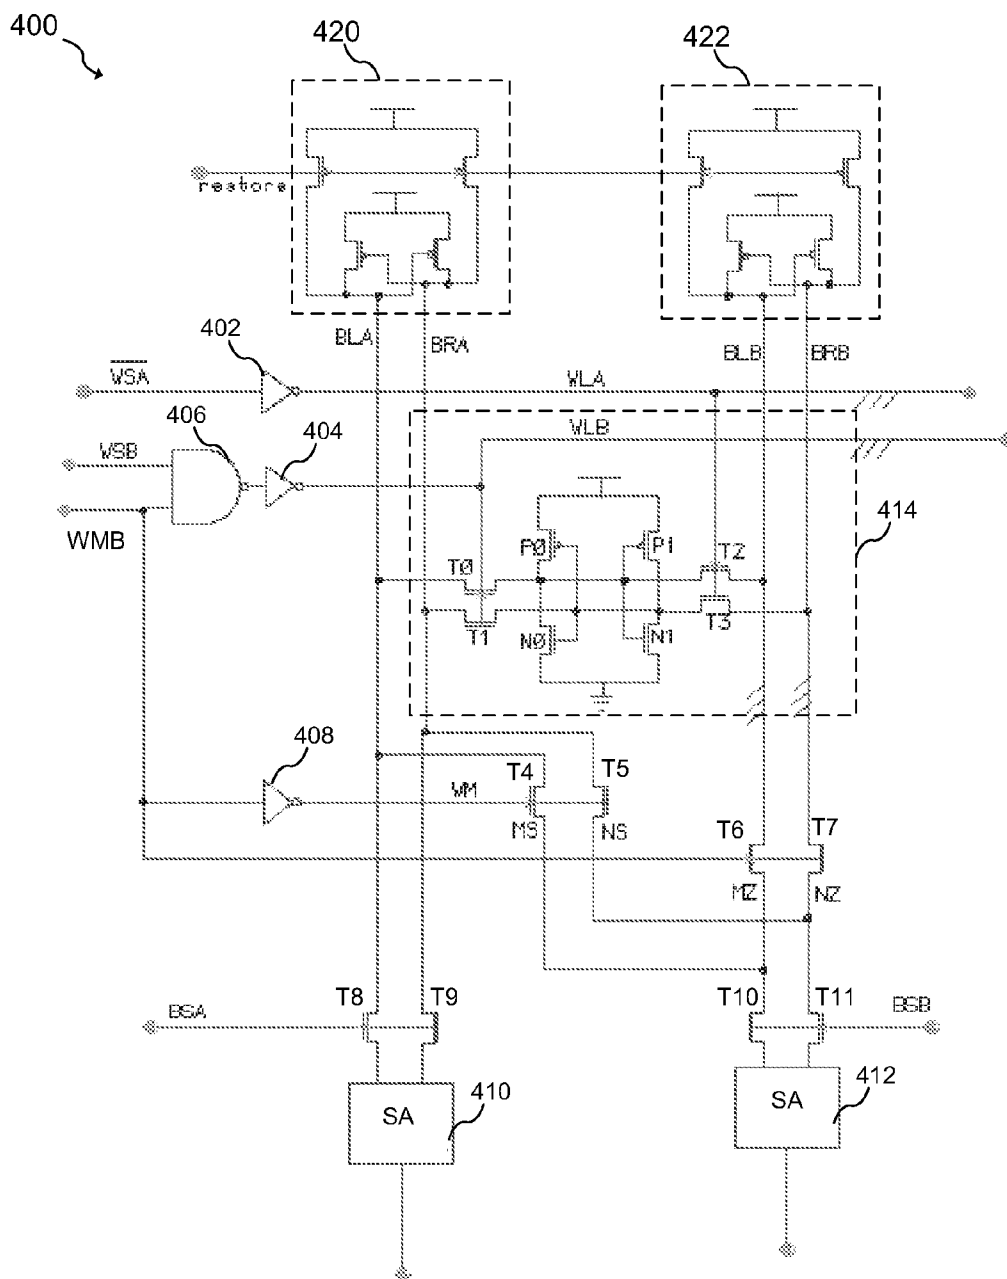 400
420
422
restore
BLA
BRA
BLB
BRB
402
WSA
WLA
406
404
WLB
WSB
WMB
414
P0
P1
T2
T0
T1
N0
N1
T3
408
WM
T4
T5
MS
NS
T6
T7
MZ
NZ
T8
T9
T10
T11
BSA
BSB
SA
410
SA
412